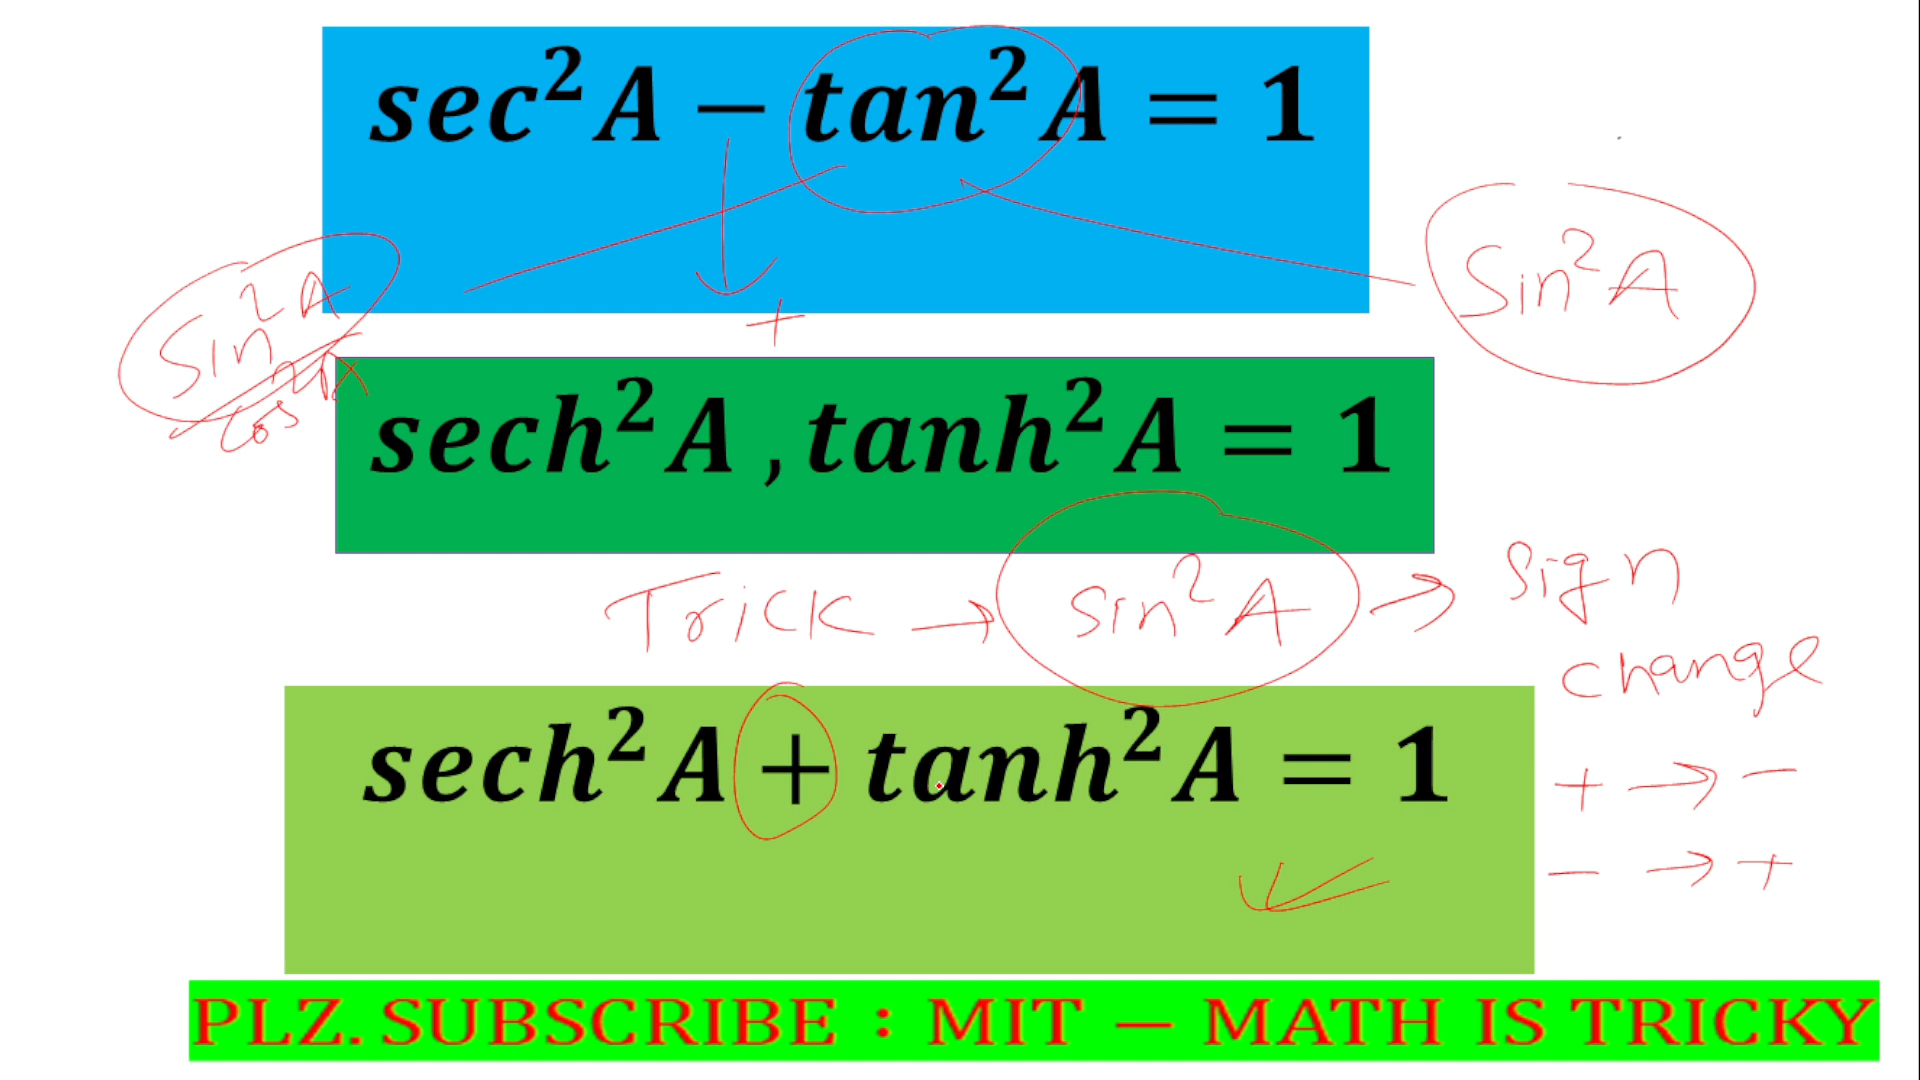 sec²A − tan²A = 1
Sin²A
Sin²A
cos²A
+
sech²A , tanh²A = 1
Trick → sin²A → sign
change
sech²A + tanh²A = 1
+ → −
− → +
PLZ. SUBSCRIBE : MIT − MATH IS TRICKY